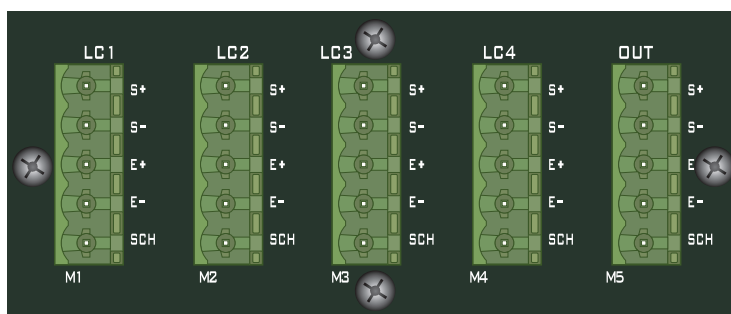 LC1 LC2 LC3 LC4 OUT
S+ S+ S+ S+ S+
S- S- S- S- S-
E+ E+ E+ E+ E
E- E- E- E- E-
SCH SCH SCH SCH SCH
M1 M2 M3 M4 M5